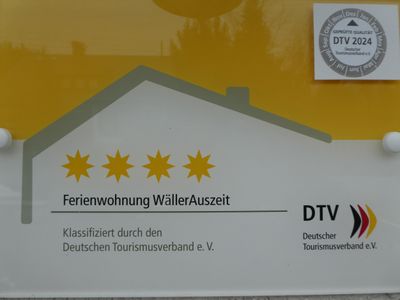 GEPRÜFTE QUALITÄT
DTV 2024
Deutscher
Tourismusverband e.V.
Ferienwohnung WällerAuszeit
Klassifiziert durch den
Deutschen Tourismusverband e. V.
DTV
Deutscher
Tourismusverband e.V.